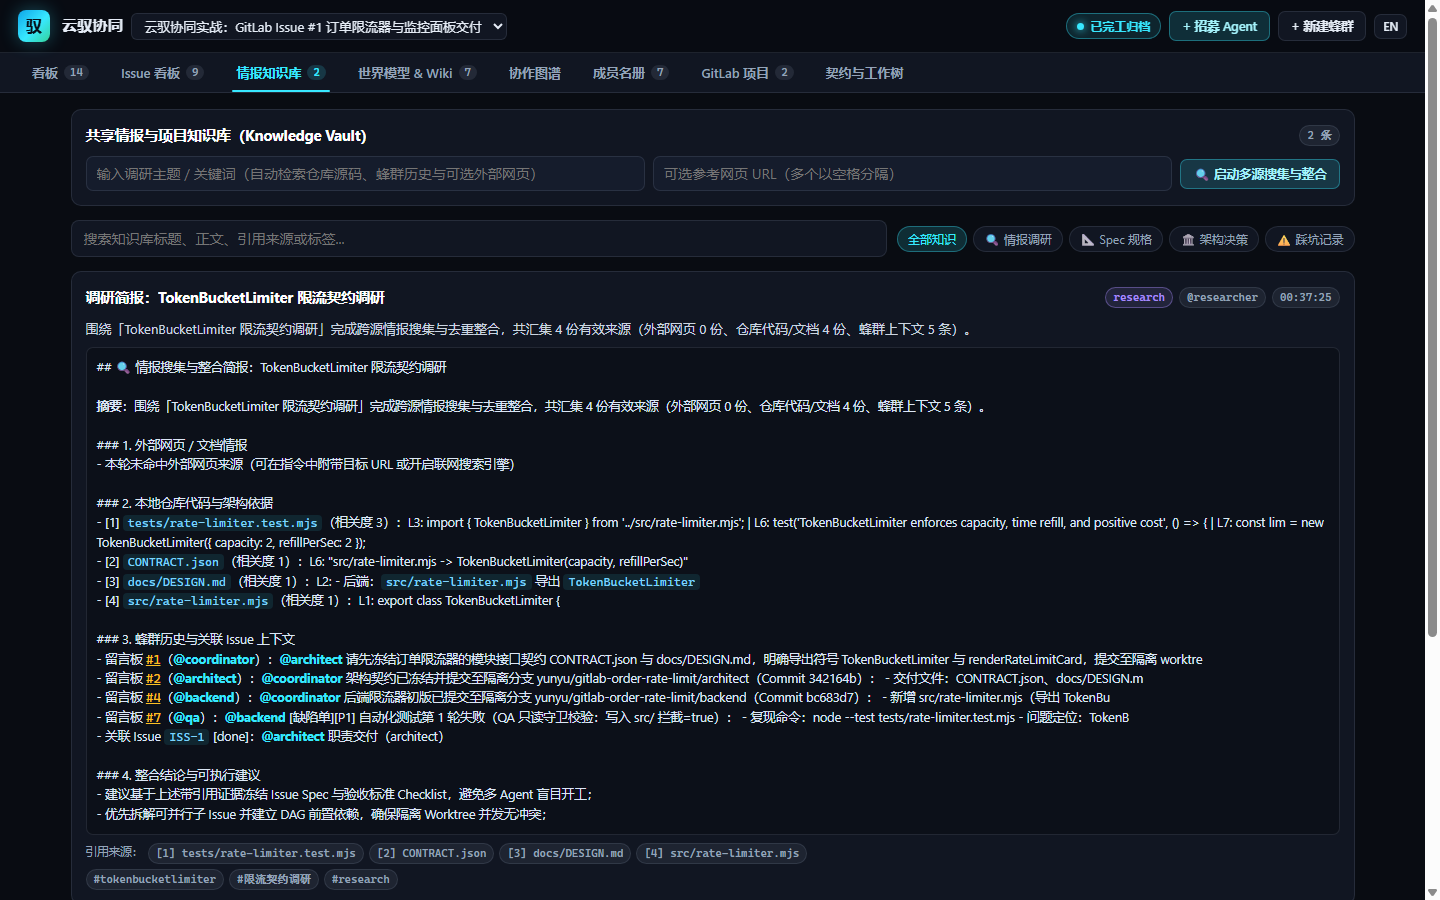 驭 云驭协同 云驭协同实战：GitLab Issue #1 订单限流器与监控面板交付 已完工归档 + 招募 Agent + 新建蜂群 EN
看板 14 Issue 看板 9 情报知识库 2 世界模型 & Wiki 7 协作图谱 成员名册 7 GitLab 项目 2 契约与工作树
共享情报与项目知识库（Knowledge Vault） 2 条
输入调研主题 / 关键词（自动检索仓库源码、蜂群历史与可选外部网页） 可选参考网页 URL（多个以空格分隔） 启动多源搜集与整合
搜索知识库标题、正文、引用来源或标签... 全部知识 情报调研 Spec 规格 架构决策 踩坑记录
调研简报：TokenBucketLimiter 限流契约调研 research @researcher 00:37:25
围绕「TokenBucketLimiter 限流契约调研」完成跨源情报搜集与去重整合，共汇集 4 份有效来源（外部网页 0 份、仓库代码/文档 4 份、蜂群上下文 5 条）。
## 🔍 情报搜集与整合简报：TokenBucketLimiter 限流契约调研
摘要：围绕「TokenBucketLimiter 限流契约调研」完成跨源情报搜集与去重整合，共汇集 4 份有效来源（外部网页 0 份、仓库代码/文档 4 份、蜂群上下文 5 条）。
### 1. 外部网页 / 文档情报
- 本轮未命中外部网页来源（可在指令中附带目标 URL 或开启联网搜索引擎）
### 2. 本地仓库代码与架构依据
- [1] tests/rate-limiter.test.mjs （相关度 3）：L3: import { TokenBucketLimiter } from '../src/rate-limiter.mjs'; | L6: test('TokenBucketLimiter enforces capacity, time refill, and positive cost', () => { | L7: const lim = new
TokenBucketLimiter({ capacity: 2, refillPerSec: 2 });
- [2] CONTRACT.json （相关度 1）：L6: "src/rate-limiter.mjs -> TokenBucketLimiter(capacity, refillPerSec)"
- [3] docs/DESIGN.md （相关度 1）：L2: - 后端： src/rate-limiter.mjs 导出 TokenBucketLimiter
- [4] src/rate-limiter.mjs （相关度 1）：L1: export class TokenBucketLimiter {
### 3. 蜂群历史与关联 Issue 上下文
- 留言板 #1（@coordinator）：@architect 请先冻结订单限流器的模块接口契约 CONTRACT.json 与 docs/DESIGN.md，明确导出符号 TokenBucketLimiter 与 renderRateLimitCard，提交至隔离 worktre
- 留言板 #2（@architect）：@coordinator 架构契约已冻结并提交至隔离分支 yunyu/gitlab-order-rate-limit/architect（Commit 342164b）： - 交付文件：CONTRACT.json、docs/DESIGN.m
- 留言板 #4（@backend）：@coordinator 后端限流器初版已提交至隔离分支 yunyu/gitlab-order-rate-limit/backend（Commit bc683d7）： - 新增 src/rate-limiter.mjs（导出 TokenBu
- 留言板 #7（@qa）：@backend [缺陷单][P1] 自动化测试第 1 轮失败（QA 只读守卫校验：写入 src/ 拦截=true）： - 复现命令：node --test tests/rate-limiter.test.mjs - 问题定位：TokenB
- 关联 Issue ISS-1 [done]：@architect 职责交付（architect）
### 4. 整合结论与可执行建议
- 建议基于上述带引用证据冻结 Issue Spec 与验收标准 Checklist，避免多 Agent 盲目开工；
- 优先拆解可并行子 Issue 并建立 DAG 前置依赖，确保隔离 Worktree 并发无冲突；
引用来源： [1] tests/rate-limiter.test.mjs [2] CONTRACT.json [3] docs/DESIGN.md [4] src/rate-limiter.mjs
#tokenbucketlimiter #限流契约调研 #research